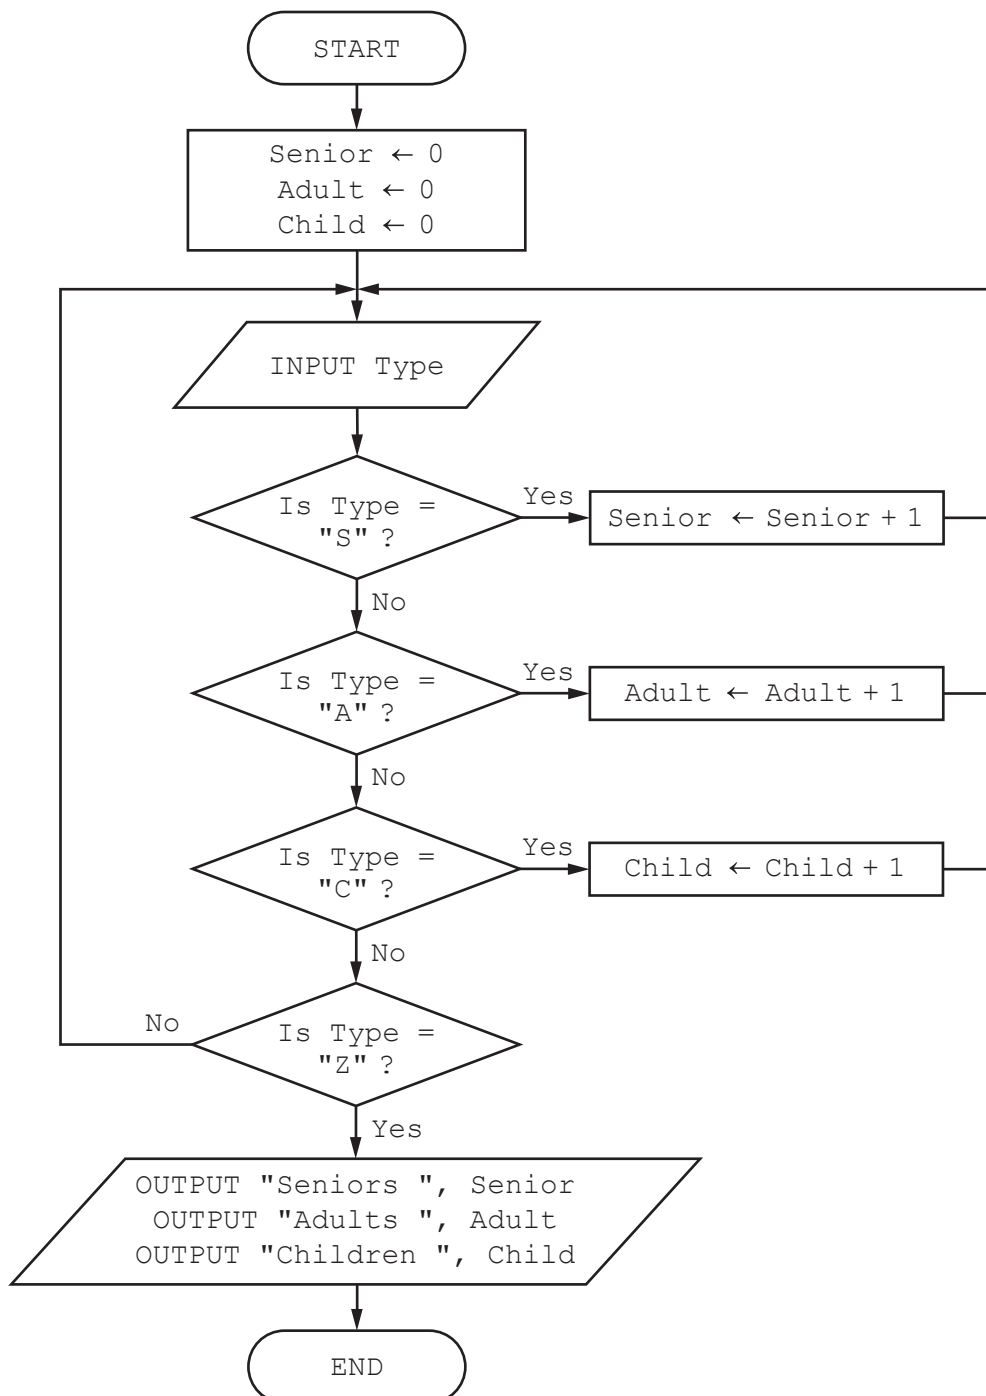 START
Senior ← 0
Adult ← 0
Child ← 0
INPUT Type
Is Type =
"S" ?
Yes
Senior ← Senior + 1
No
Is Type =
"A" ?
Yes
Adult ← Adult + 1
No
Is Type =
"C" ?
Yes
Child ← Child + 1
No
Is Type =
"Z" ?
No
Yes
OUTPUT "Seniors ", Senior
OUTPUT "Adults ", Adult
OUTPUT "Children ", Child
END